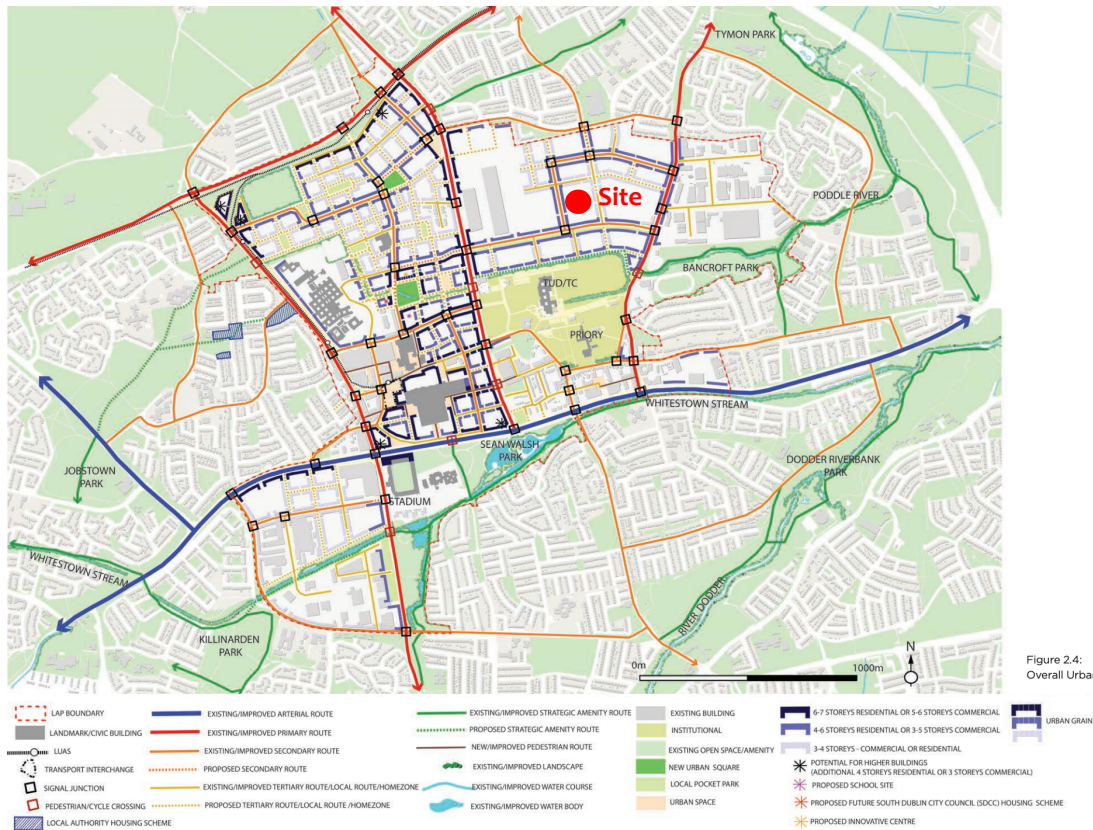 TYMON PARK
Site
PODDLE RIVER
BANCROFT PARK
TUD/TC
PRIORY
WHITESTOWN STREAM
SEAN WALSH
PARK
DODDER RIVERBANK
PARK
JOBSTOWN
PARK
STADIUM
WHITESTOWN STREAM
RIVER DODDER
KILLINARDEN
PARK
N
0m
1000m
Figure 2.4:
Overall Urba
LAP BOUNDARY
LANDMARK/CIVIC BUILDING
LUAS
TRANSPORT INTERCHANGE
SIGNAL JUNCTION
PEDESTRIAN/CYCLE CROSSING
LOCAL AUTHORITY HOUSING SCHEME
EXISTING/IMPROVED ARTERIAL ROUTE
EXISTING/IMPROVED PRIMARY ROUTE
EXISTING/IMPROVED SECONDARY ROUTE
PROPOSED SECONDARY ROUTE
EXISTING/IMPROVED TERTIARY ROUTE/LOCAL ROUTE/HOMEZONE
PROPOSED TERTIARY ROUTE/LOCAL ROUTE /HOMEZONE
EXISTING/IMPROVED STRATEGIC AMENITY ROUTE
PROPOSED STRATEGIC AMENITY ROUTE
NEW/IMPROVED PEDESTRIAN ROUTE
EXISTING/IMPROVED LANDSCAPE
EXISTING/IMPROVED WATER COURSE
EXISTING/IMPROVED WATER BODY
EXISTING BUILDING
INSTITUTIONAL
EXISTING OPEN SPACE/AMENITY
NEW URBAN SQUARE
LOCAL POCKET PARK
URBAN SPACE
6-7 STOREYS RESIDENTIAL OR 5-6 STOREYS COMMERCIAL
4-6 STOREYS RESIDENTIAL OR 3-5 STOREYS COMMERCIAL
3-4 STOREYS - COMMERCIAL OR RESIDENTIAL
POTENTIAL FOR HIGHER BUILDINGS
(ADDITIONAL 4 STOREYS RESIDENTIAL OR 3 STOREYS COMMERCIAL)
PROPOSED SCHOOL SITE
PROPOSED FUTURE SOUTH DUBLIN CITY COUNCIL (SDCC) HOUSING SCHEME
PROPOSED INNOVATIVE CENTRE
URBAN GRAIN